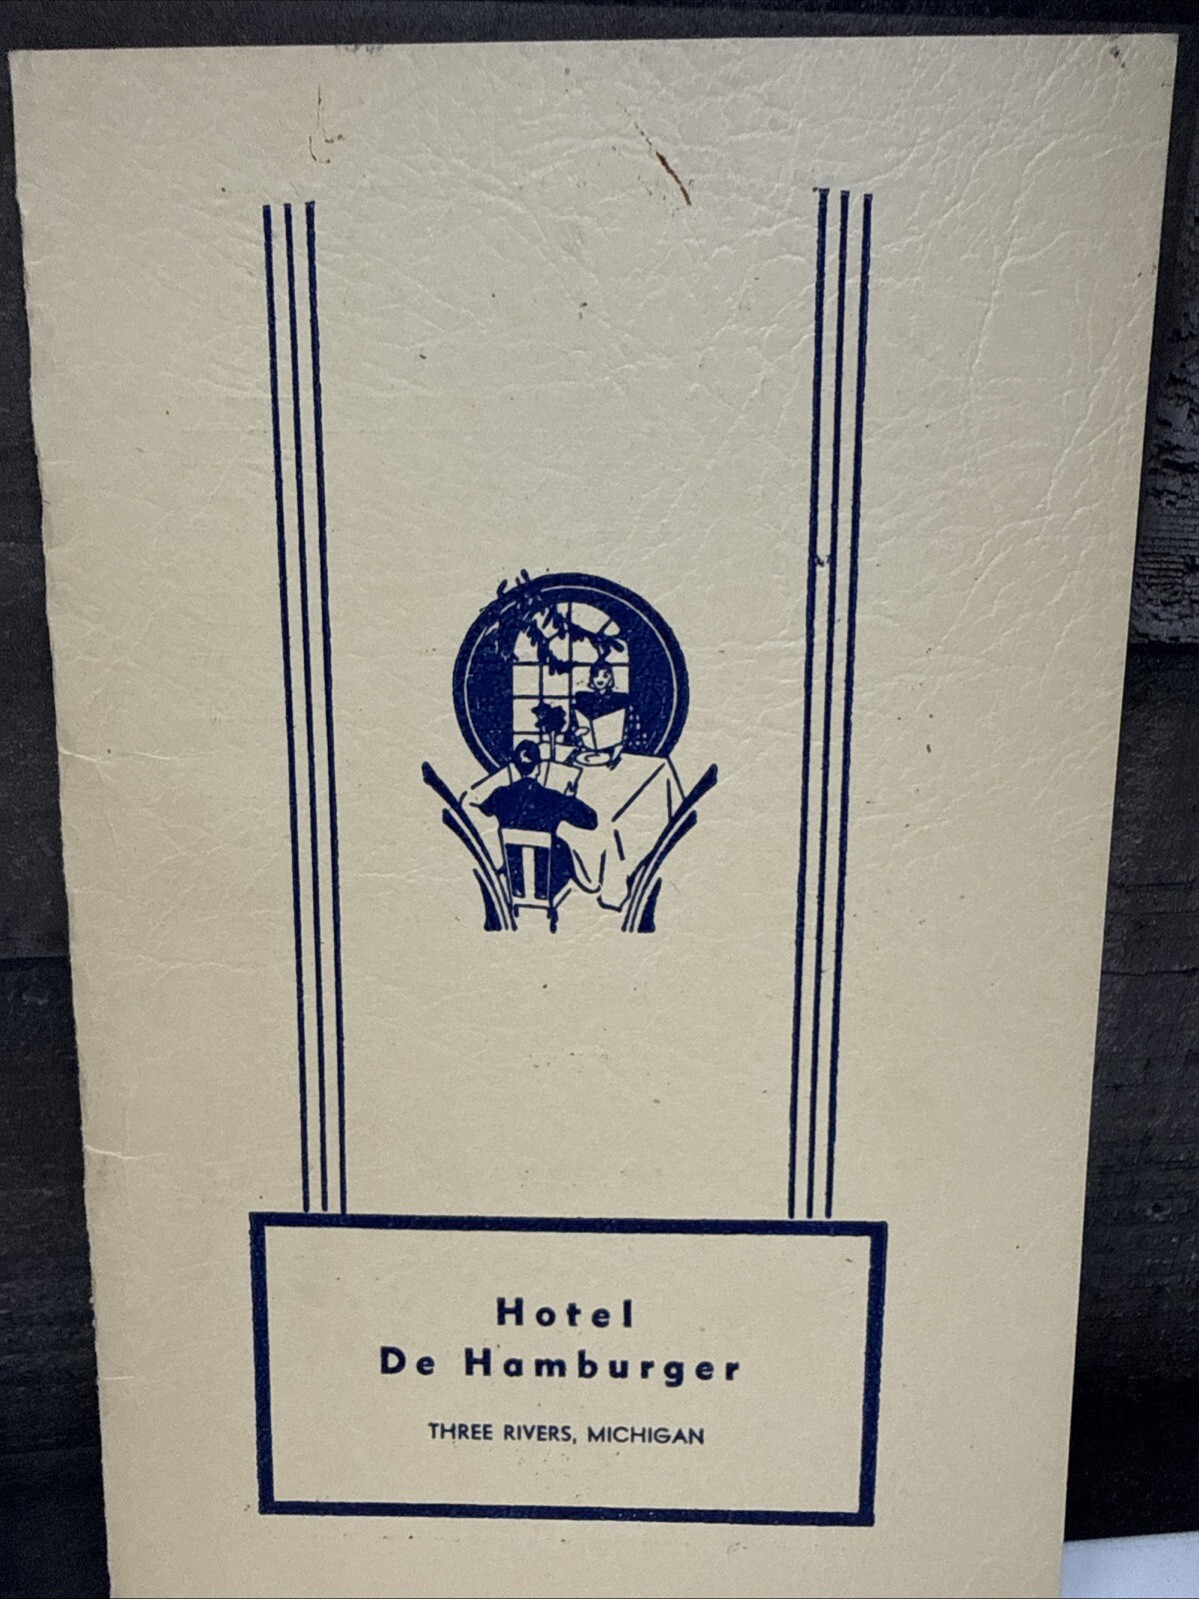 Hotel
De Hamburger
THREE RIVERS, MICHIGAN